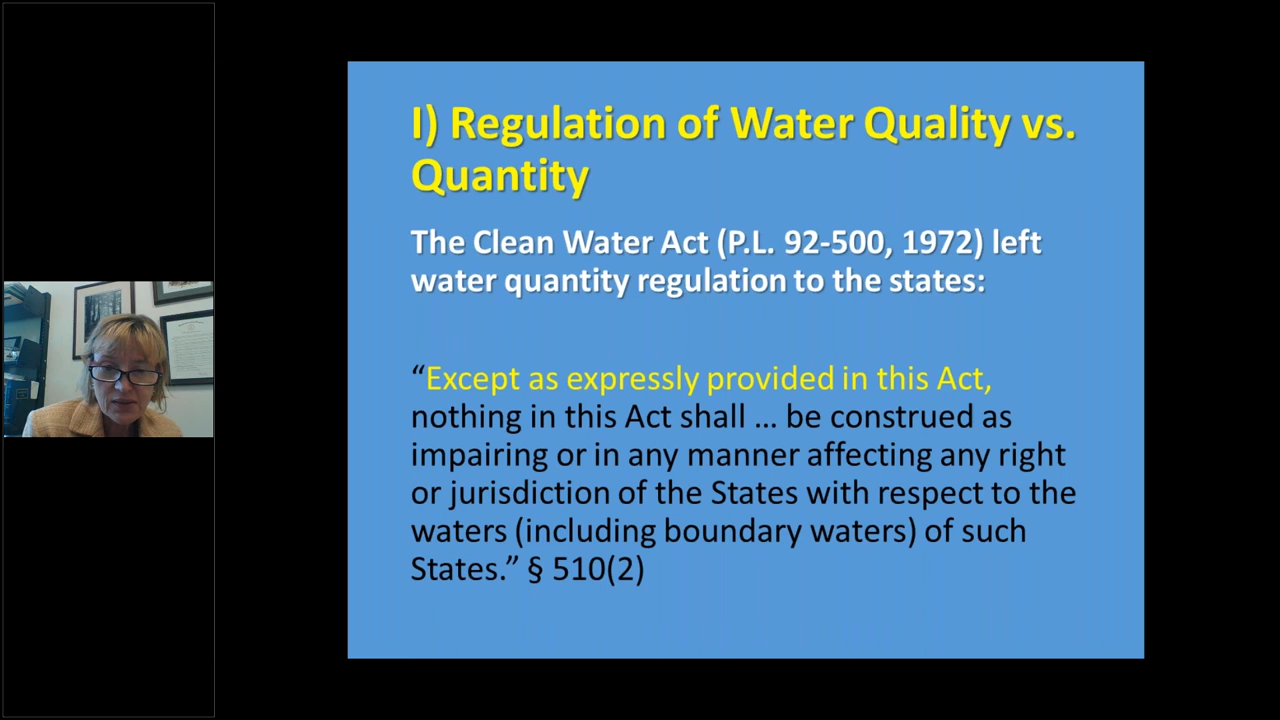 I) Regulation of Water Quality vs.
Quantity
The Clean Water Act (P.L. 92-500, 1972) left
water quantity regulation to the states:
“Except as expressly provided in this Act,
nothing in this Act shall … be construed as
impairing or in any manner affecting any right
or jurisdiction of the States with respect to the
waters (including boundary waters) of such
States.” § 510(2)